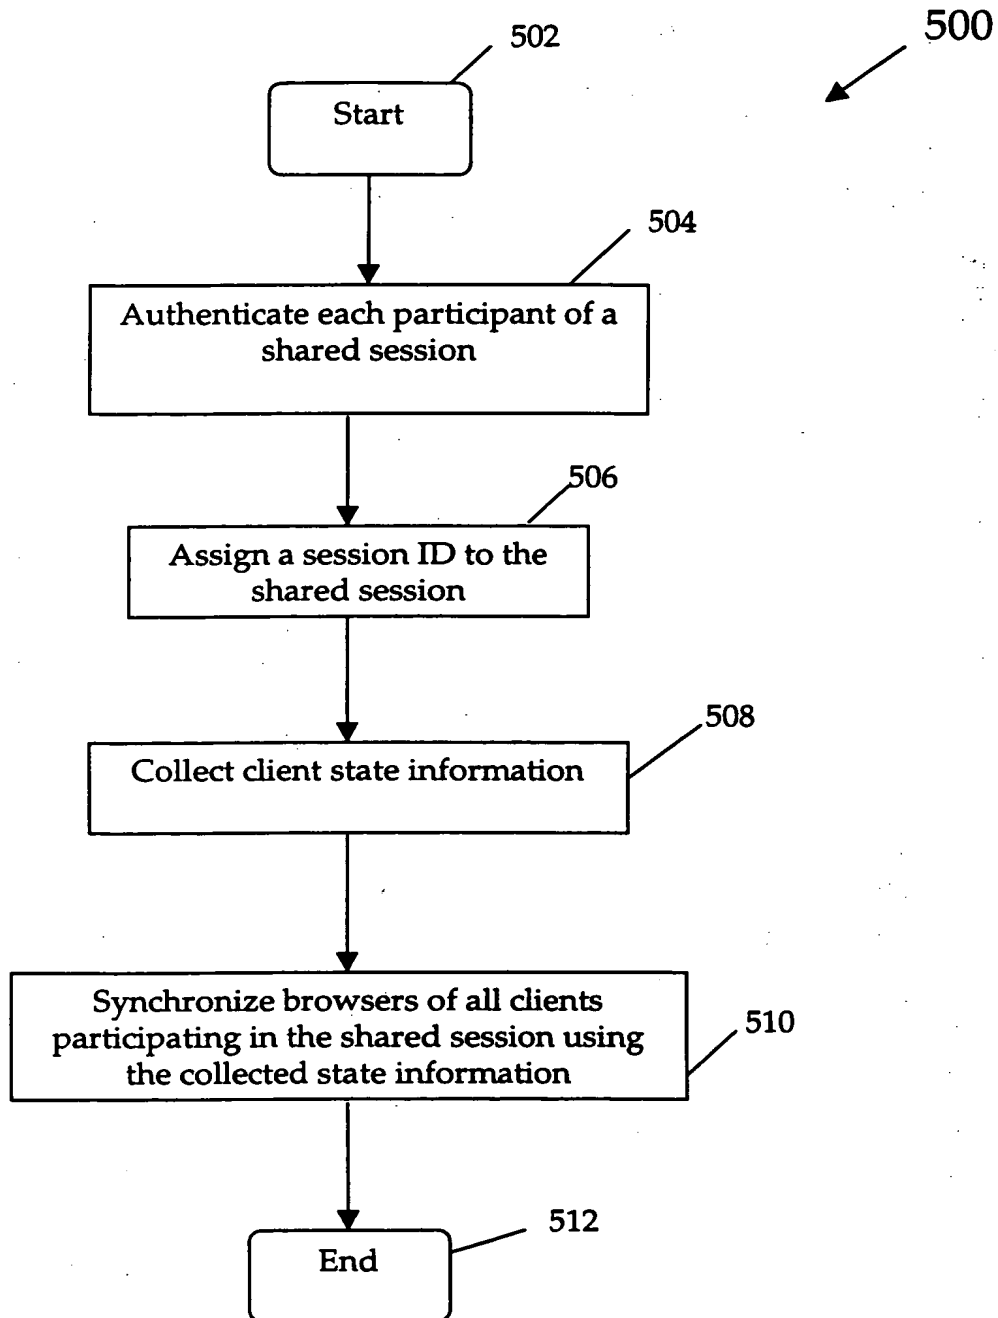 500
502
Start
504
Authenticate each participant of a
shared session
506
Assign a session ID to the
shared session
508
Collect client state information
Synchronize browsers of all clients
participating in the shared session using
the collected state information
510
512
End